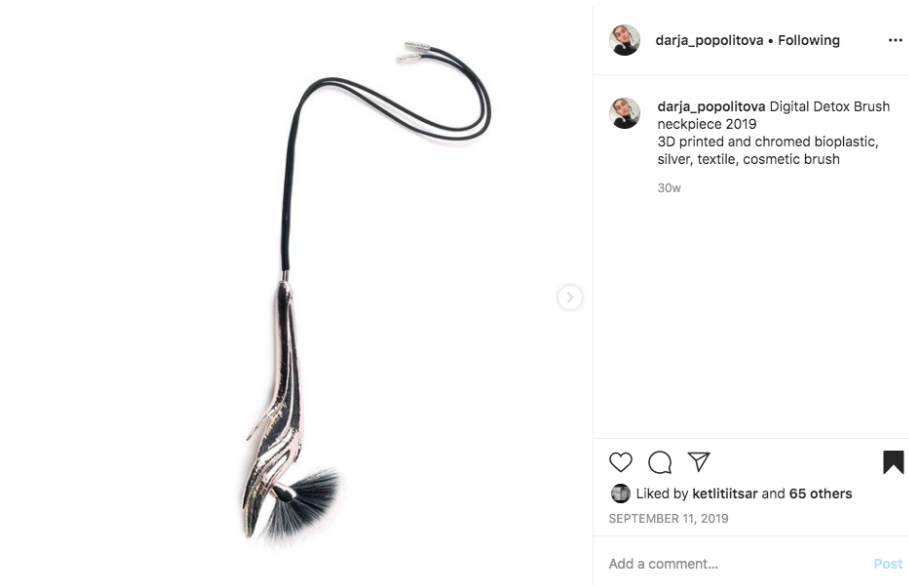 darja_popolitova • Following
darja_popolitova Digital Detox Brush
neckpiece 2019
3D printed and chromed bioplastic,
silver, textile, cosmetic brush
30w
Liked by ketlitiitsar and 65 others
SEPTEMBER 11, 2019
Add a comment...
Post